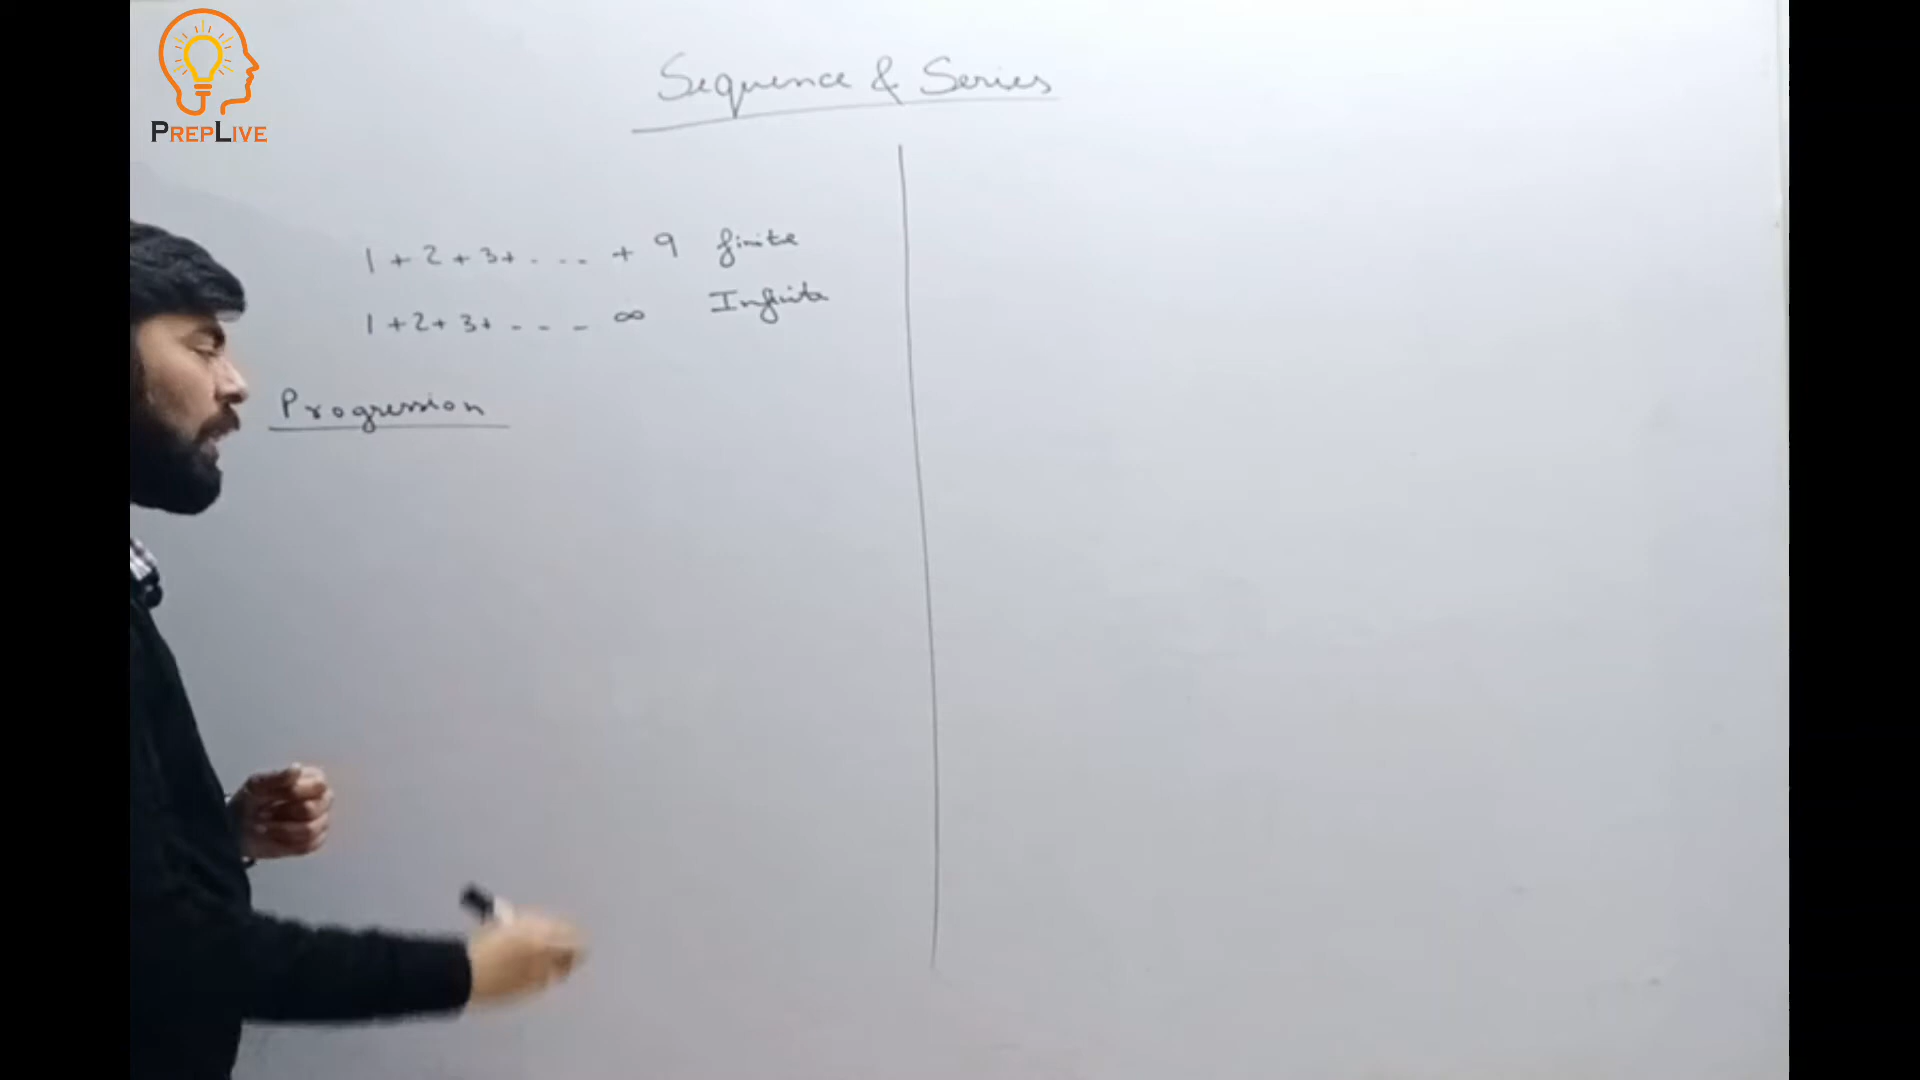 PREPLIVE
Sequence & Series
1 + 2 + 3 + . - - . + 9 finite
1 + 2 + 3 + - - - - ∞ Infinite
Progression